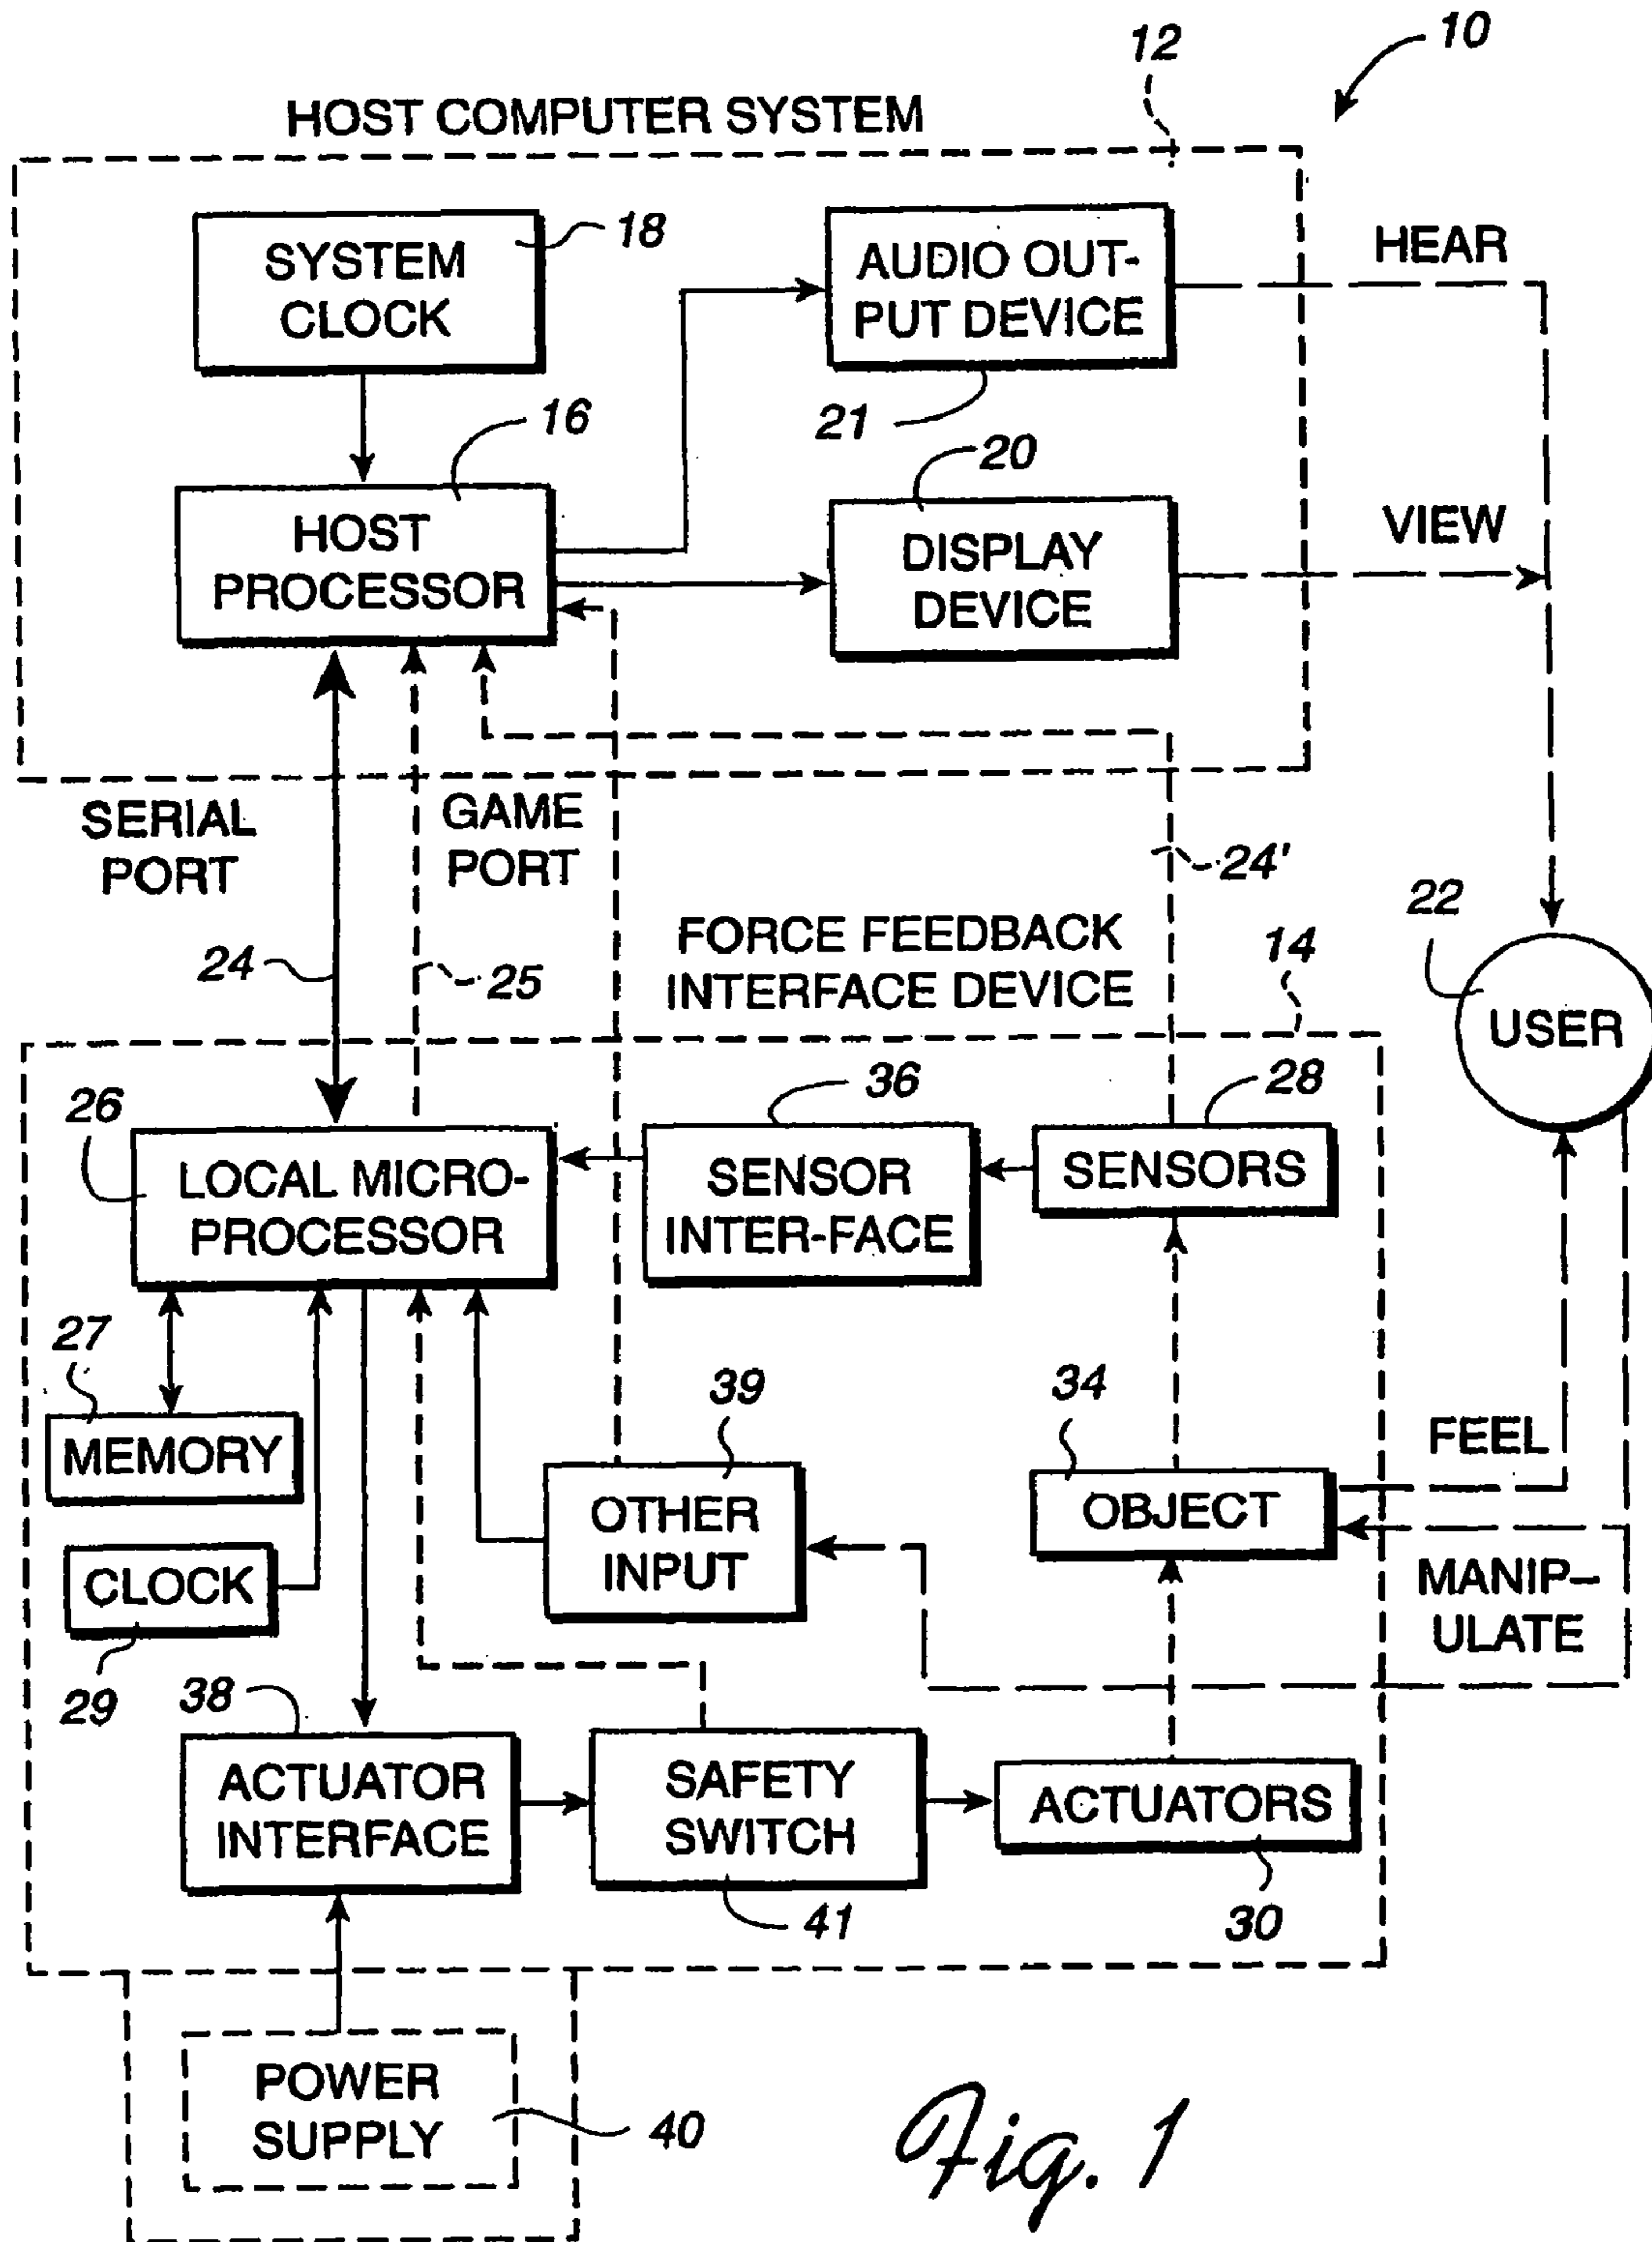 10
12
HOST COMPUTER SYSTEM
SYSTEM
CLOCK
18
AUDIO OUT-
PUT DEVICE
21
HEAR
16
HOST
PROCESSOR
20
DISPLAY
DEVICE
VIEW
SERIAL
PORT
GAME
PORT
24'
24
25
FORCE FEEDBACK
INTERFACE DEVICE
14
22
USER
26
LOCAL MICRO-
PROCESSOR
36
SENSOR
INTER-FACE
28
SENSORS
27
MEMORY
CLOCK
29
39
OTHER
INPUT
34
OBJECT
FEEL
MANIP–
ULATE
38
ACTUATOR
INTERFACE
SAFETY
SWITCH
41
ACTUATORS
30
POWER
SUPPLY
40
Fig. 1